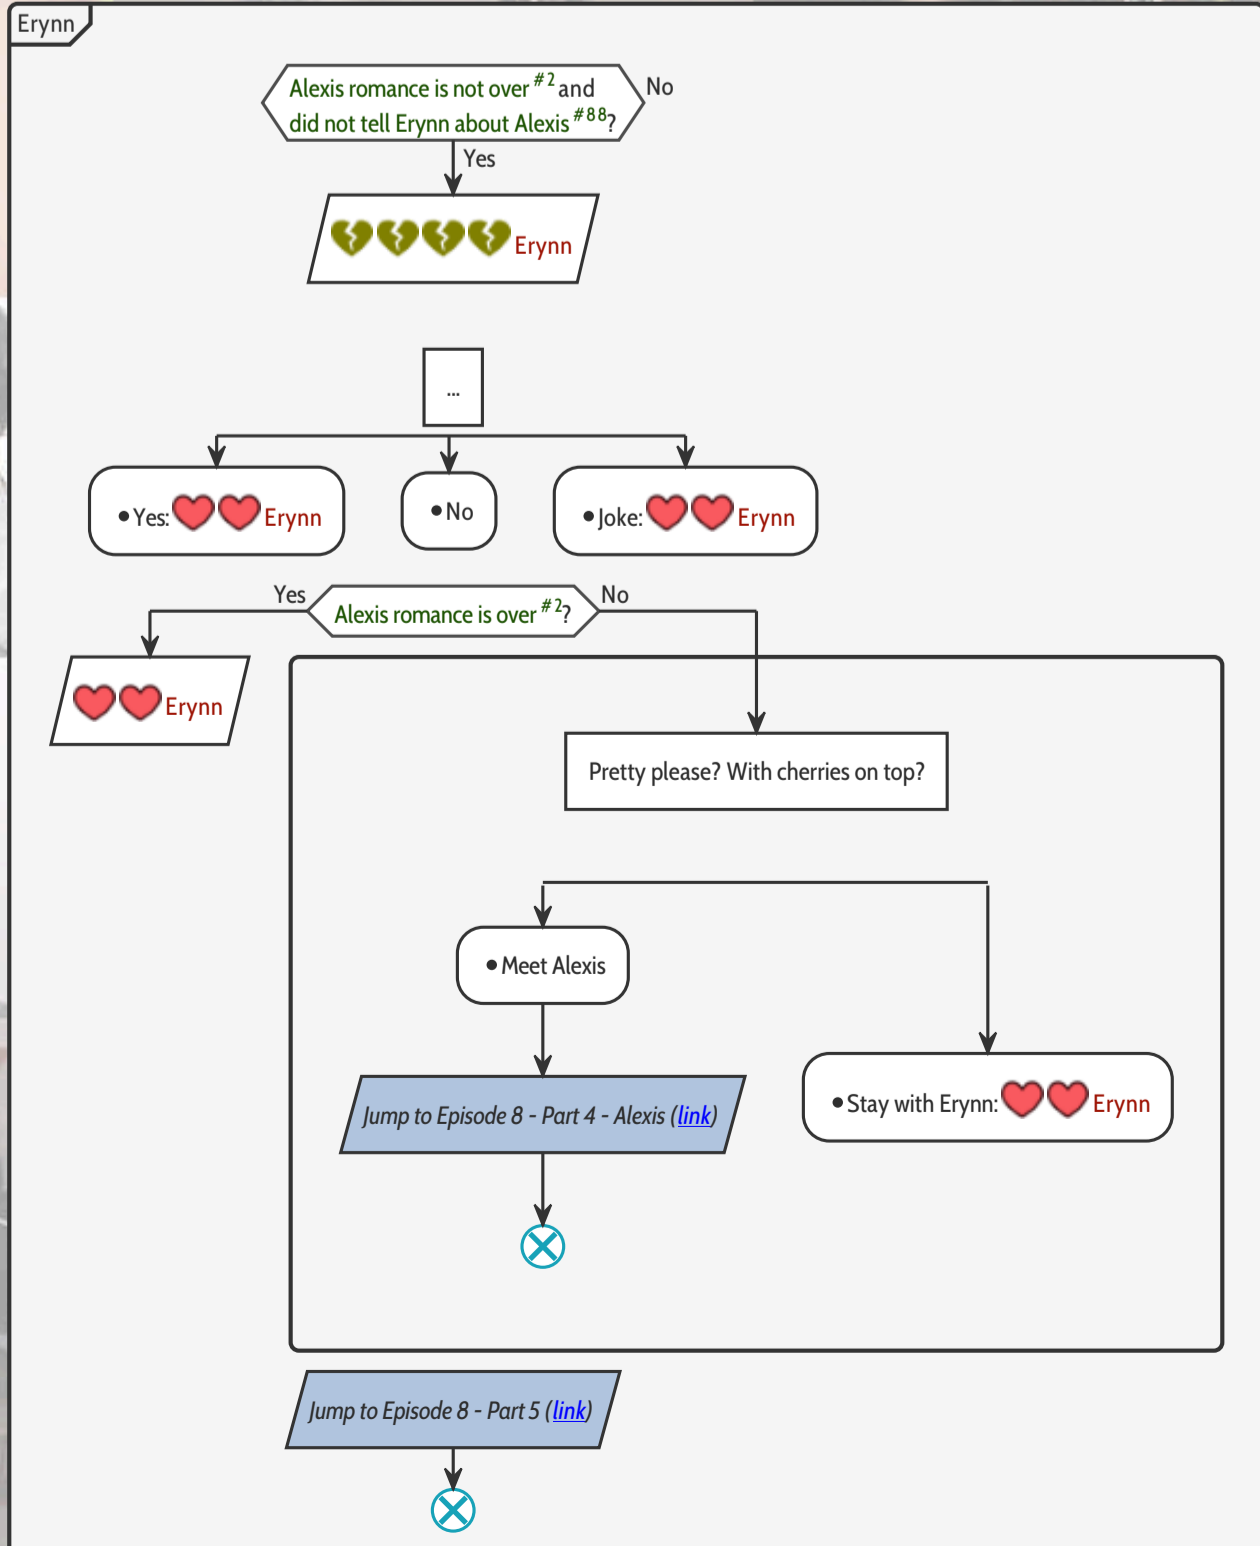 Erynn
Alexis romance is not over #2 and
did not tell Erynn about Alexis #88?
No
Yes
Erynn
...
•Yes: Erynn
•No
•Joke: Erynn
Yes
Alexis romance is over #2?
No
Erynn
Pretty please? With cherries on top?
•Meet Alexis
Jump to Episode 8 - Part 4 - Alexis (link)
•Stay with Erynn: Erynn
Jump to Episode 8 - Part 5 (link)